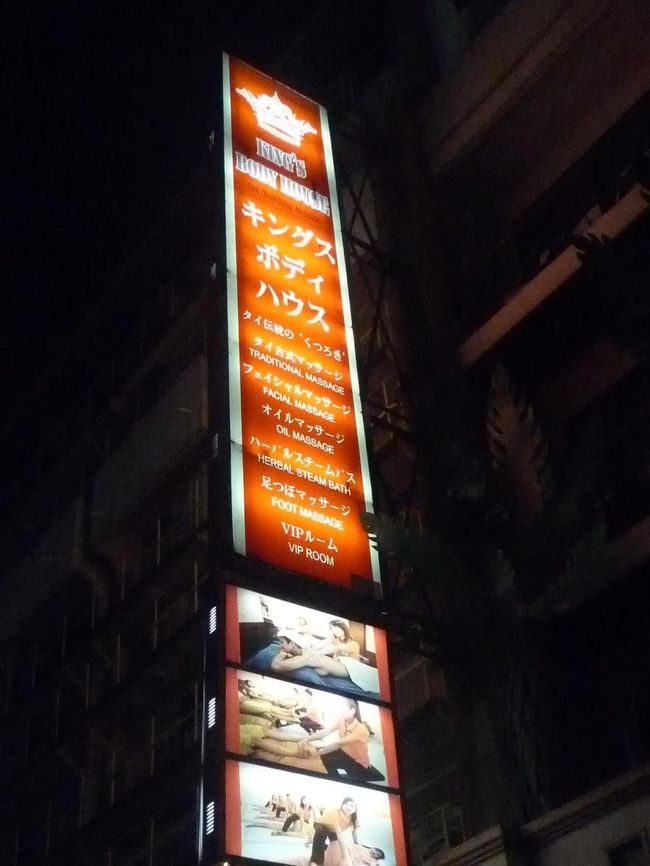 KING'S
BODY HOUSE
THAI TRADITIONAL MASSAGE
キングス
ボディ
ハウス
タイ伝統の‘くつろぎ’
タイ古式マッサージ
TRADITIONAL MASSAGE
フェイシャルマッサージ
FACIAL MASSAGE
オイルマッサージ
OIL MASSAGE
ハーバルスチームバス
HERBAL STEAM BATH
足つぼマッサージ
FOOT MASSAGE
VIPルーム
VIP ROOM